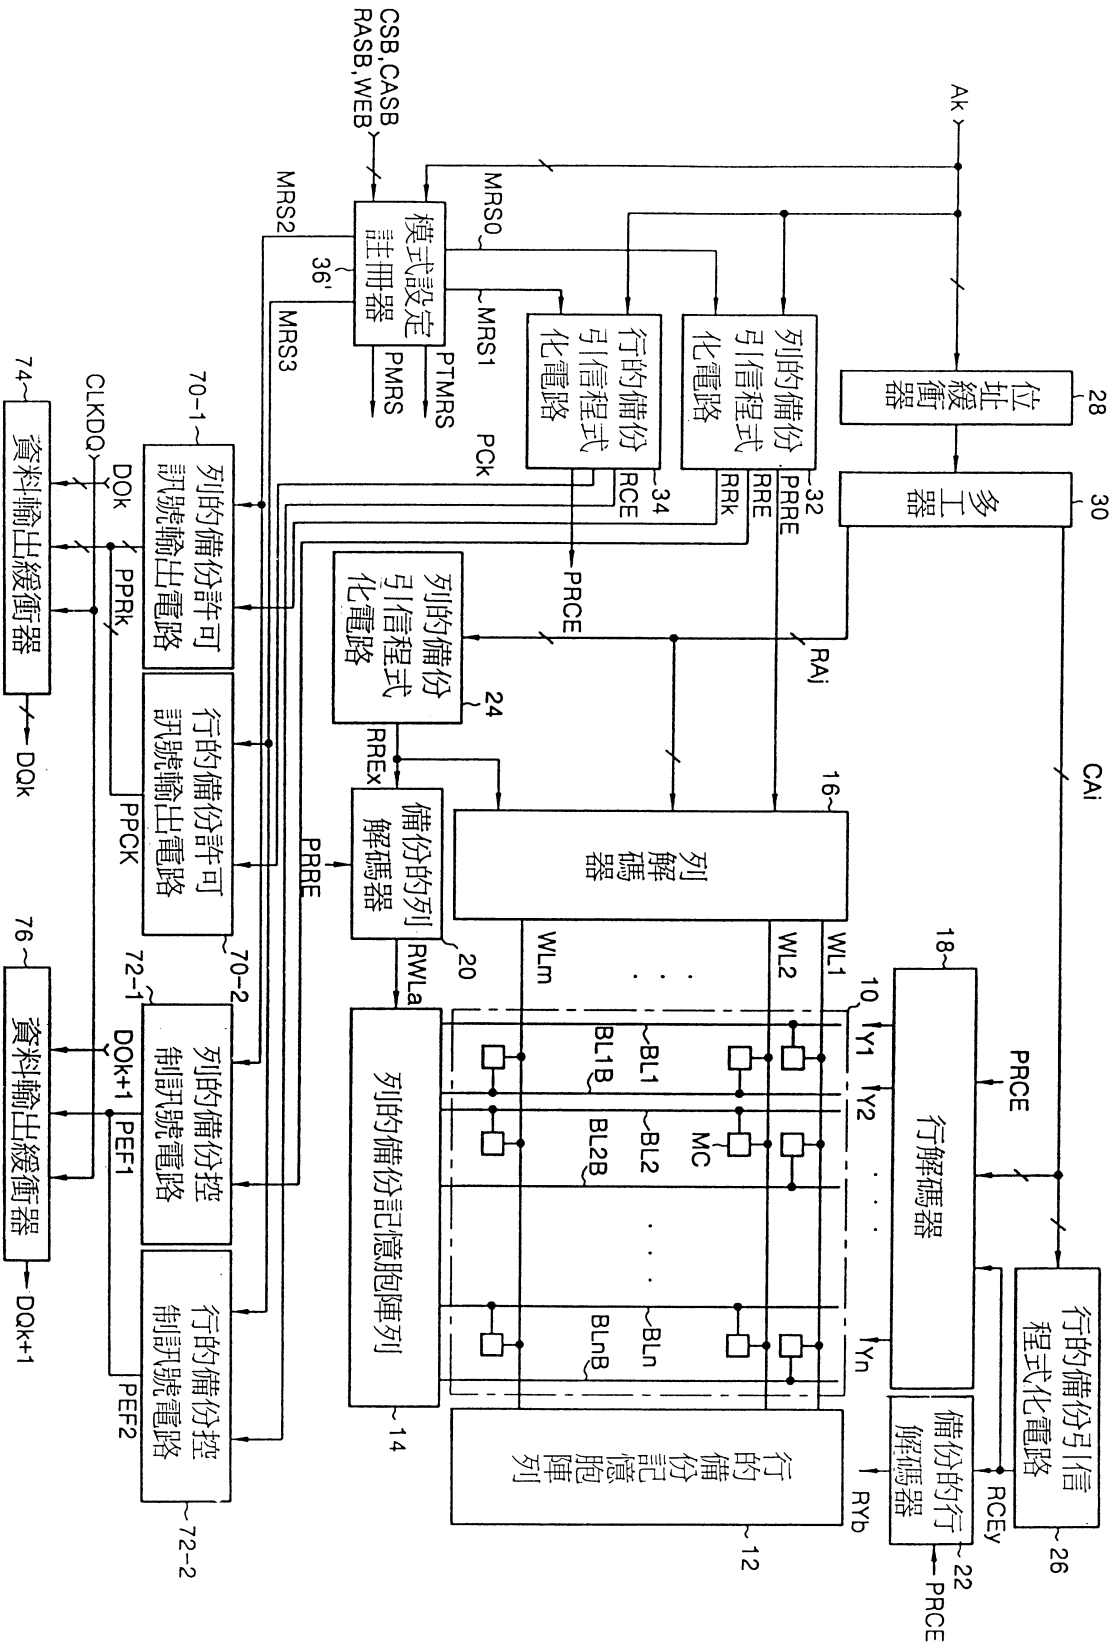 Ak
28
位址
緩衝
器
30
多工
器
CAi
RAj
行的備份引信
程式化電路
26
RCEy
PRCE
18
行解碼器
備份的行
解碼器
22
PRCE
Y1
Y2
. . .
Yn
RYb
32
列的備份
引信程式
化電路
PRRE
RRE
RRk
34
行的備份
引信程式
化電路
RCE
PCk
PRCE
16
列
解
碼
器
WL1
WL2
. . .
WLm
10
BL1
BL1B
BL2
BL2B
MC
. . .
BLn
BLnB
行的
備份
記憶
胞陣
列
12
CSB,CASB
RASB,WEB
模式設定
註冊器
36'
MRS0
MRS1
MRS2
MRS3
PTMRS
PMRS
列的備份
引信程式
化電路
24
RREx
備份的列
解碼器
20
PRRE
RWLa
列的備份記憶胞陣列
14
70-1
列的備份許可
訊號輸出電路
行的備份許可
訊號輸出電路
70-2
72-1
列的備份控
制訊號電路
行的備份控
制訊號電路
72-2
CLKDQ
DOk
PPRk
PPCK
DOk+1
PEF1
PEF2
74
資料輸出緩衝器
DQk
76
資料輸出緩衝器
DQk+1